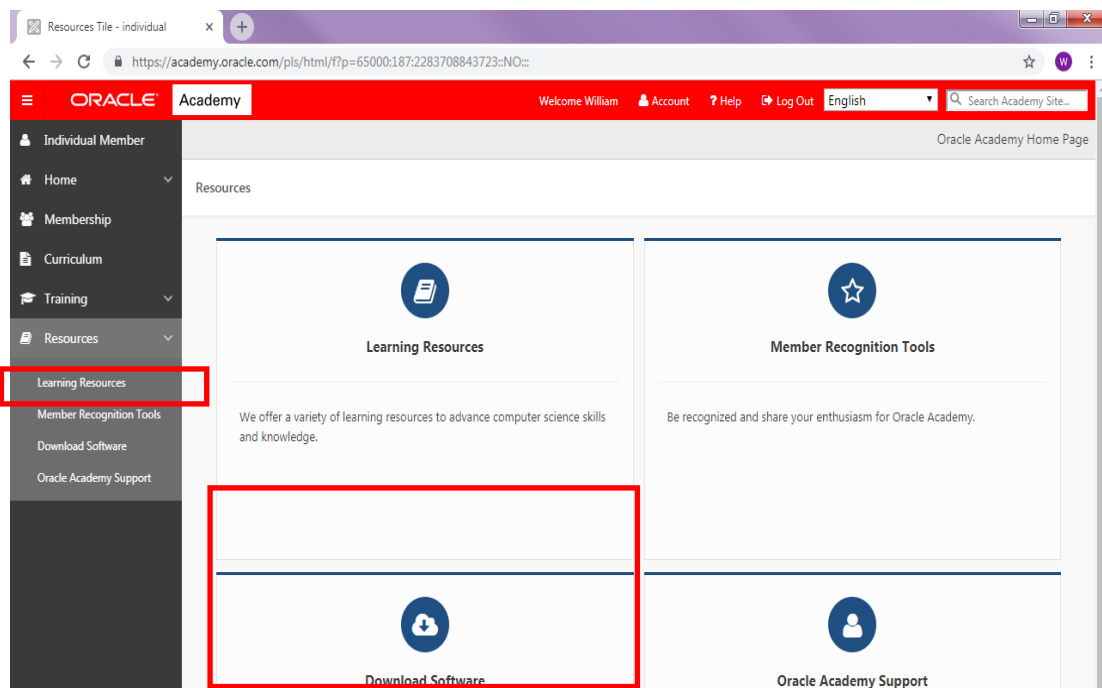 Resources Tile - individual
https://academy.oracle.com/pls/html/f?p=65000:187:2283708843723::NO:::
W
ORACLE Academy
Welcome William
Account
? Help
Log Out
English
Search Academy Site...
Individual Member
Oracle Academy Home Page
Home
Resources
Membership
Curriculum
Training
Resources
Learning Resources
Member Recognition Tools
Download Software
Oracle Academy Support
Learning Resources
We offer a variety of learning resources to advance computer science skills
and knowledge.
Member Recognition Tools
Be recognized and share your enthusiasm for Oracle Academy.
Download Software
Oracle Academy Support